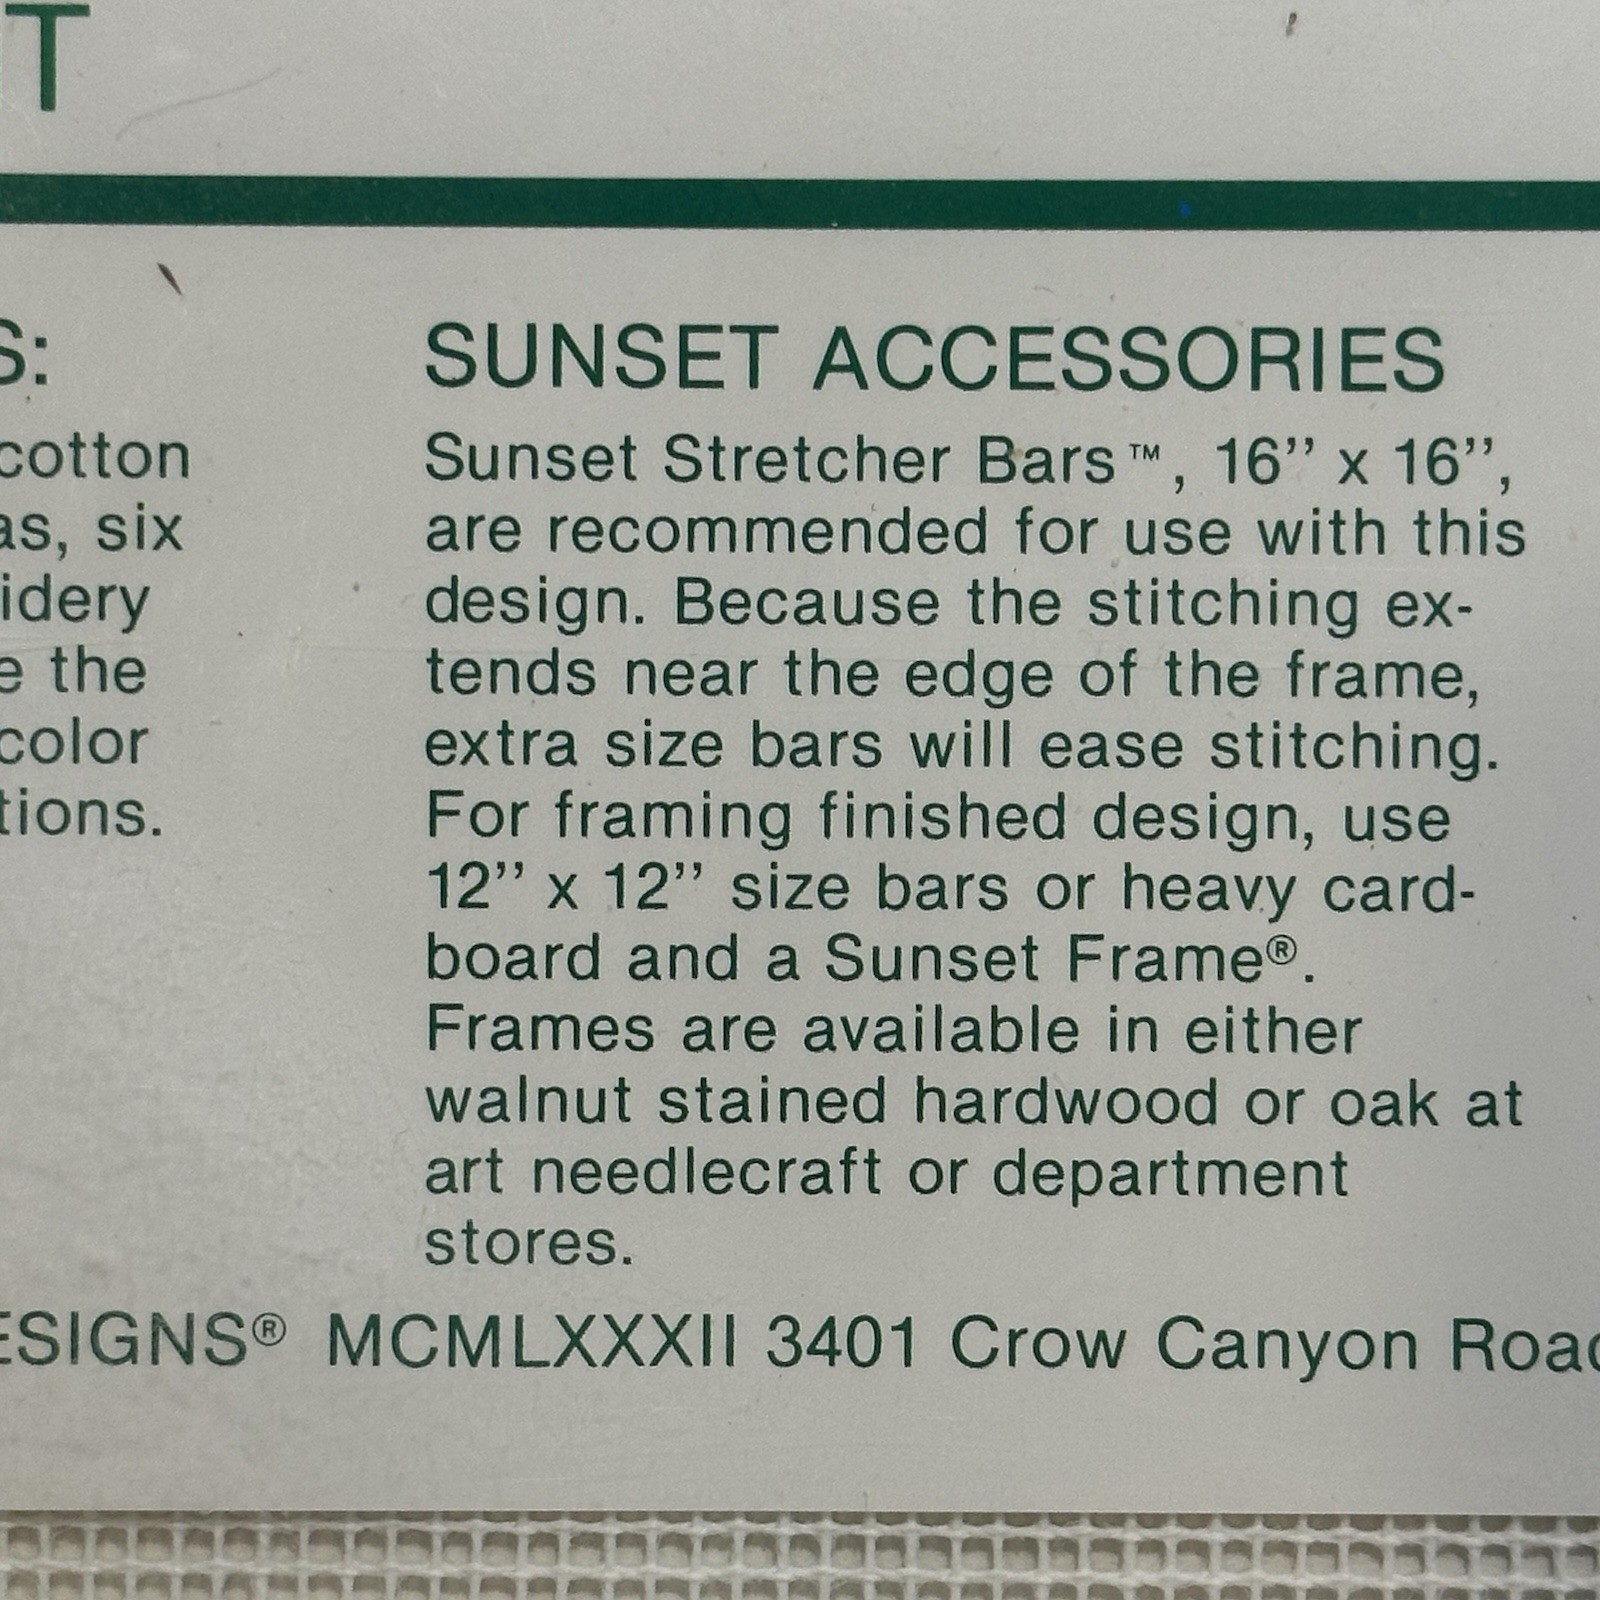 T
S:
cotton
as, six
idery
e the
color
tions.
SUNSET ACCESSORIES
Sunset Stretcher Bars™, 16” x 16”,
are recommended for use with this
design. Because the stitching ex-
tends near the edge of the frame,
extra size bars will ease stitching.
For framing finished design, use
12” x 12” size bars or heavy card-
board and a Sunset Frame®.
Frames are available in either
walnut stained hardwood or oak at
art needlecraft or department
stores.
ESIGNS® MCMLXXXII 3401 Crow Canyon Road